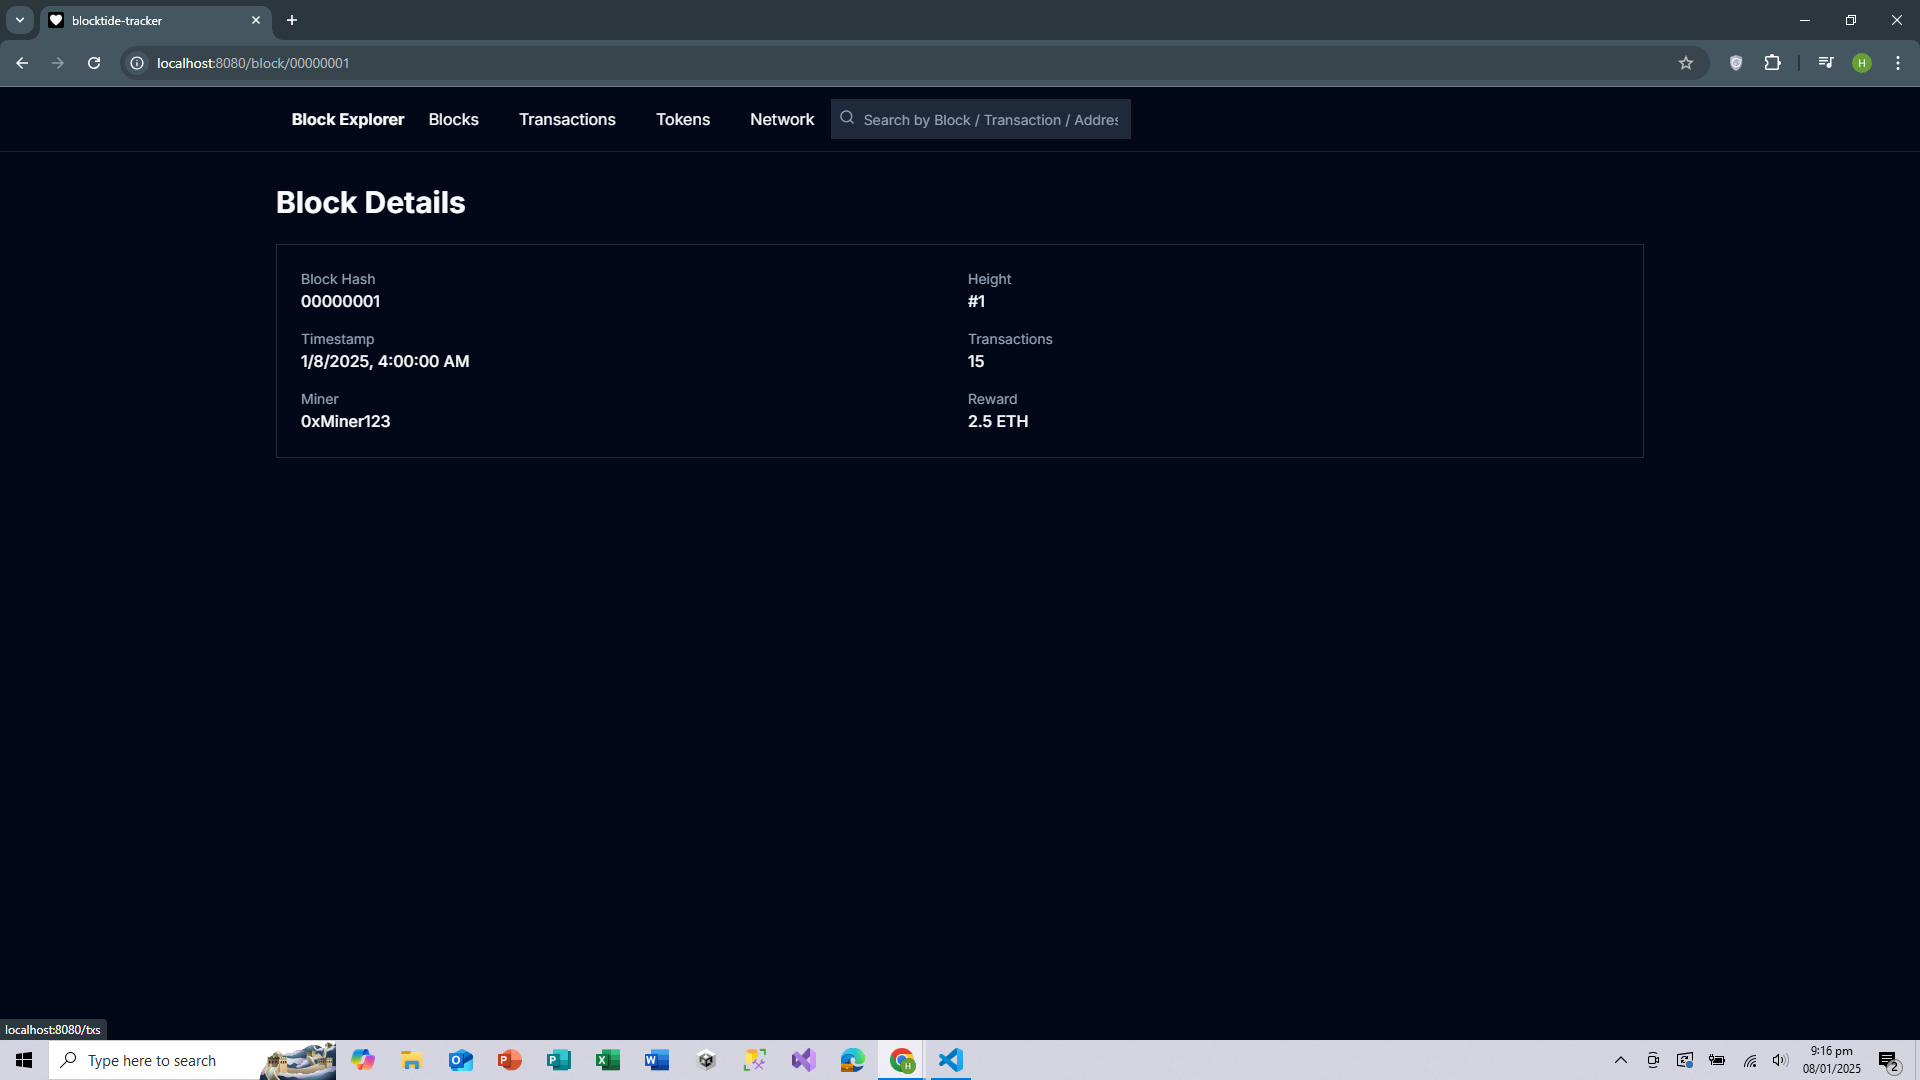 blocktide-tracker
localhost:8080/block/00000001
H
Block Explorer Blocks Transactions Tokens Network Search by Block / Transaction / Addres
Block Details
Block Hash Height
00000001 #1
Timestamp Transactions
1/8/2025, 4:00:00 AM 15
Miner Reward
0xMiner123 2.5 ETH
localhost:8080/txs
Type here to search
9:16 pm
08/01/2025
2